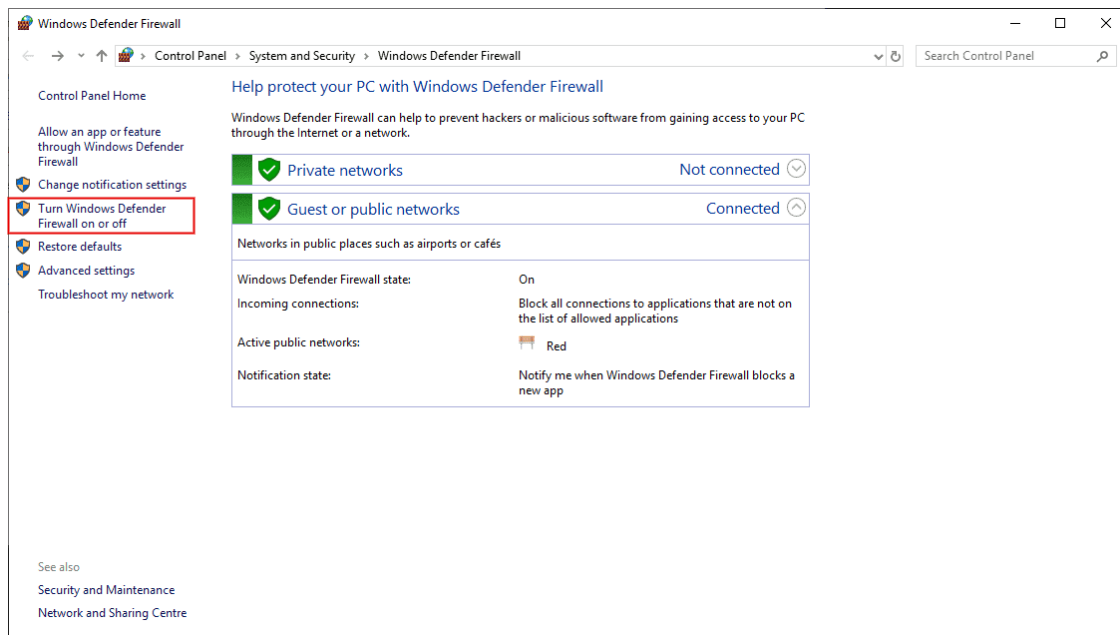 Windows Defender Firewall
Control Panel > System and Security > Windows Defender Firewall
Search Control Panel
Control Panel Home
Allow an app or feature
through Windows Defender
Firewall
Change notification settings
Turn Windows Defender
Firewall on or off
Restore defaults
Advanced settings
Troubleshoot my network
Help protect your PC with Windows Defender Firewall
Windows Defender Firewall can help to prevent hackers or malicious software from gaining access to your PC
through the Internet or a network.
Private networks Not connected
Guest or public networks Connected
Networks in public places such as airports or cafés
Windows Defender Firewall state: On
Incoming connections: Block all connections to applications that are not on
the list of allowed applications
Active public networks: Red
Notification state: Notify me when Windows Defender Firewall blocks a
new app
See also
Security and Maintenance
Network and Sharing Centre